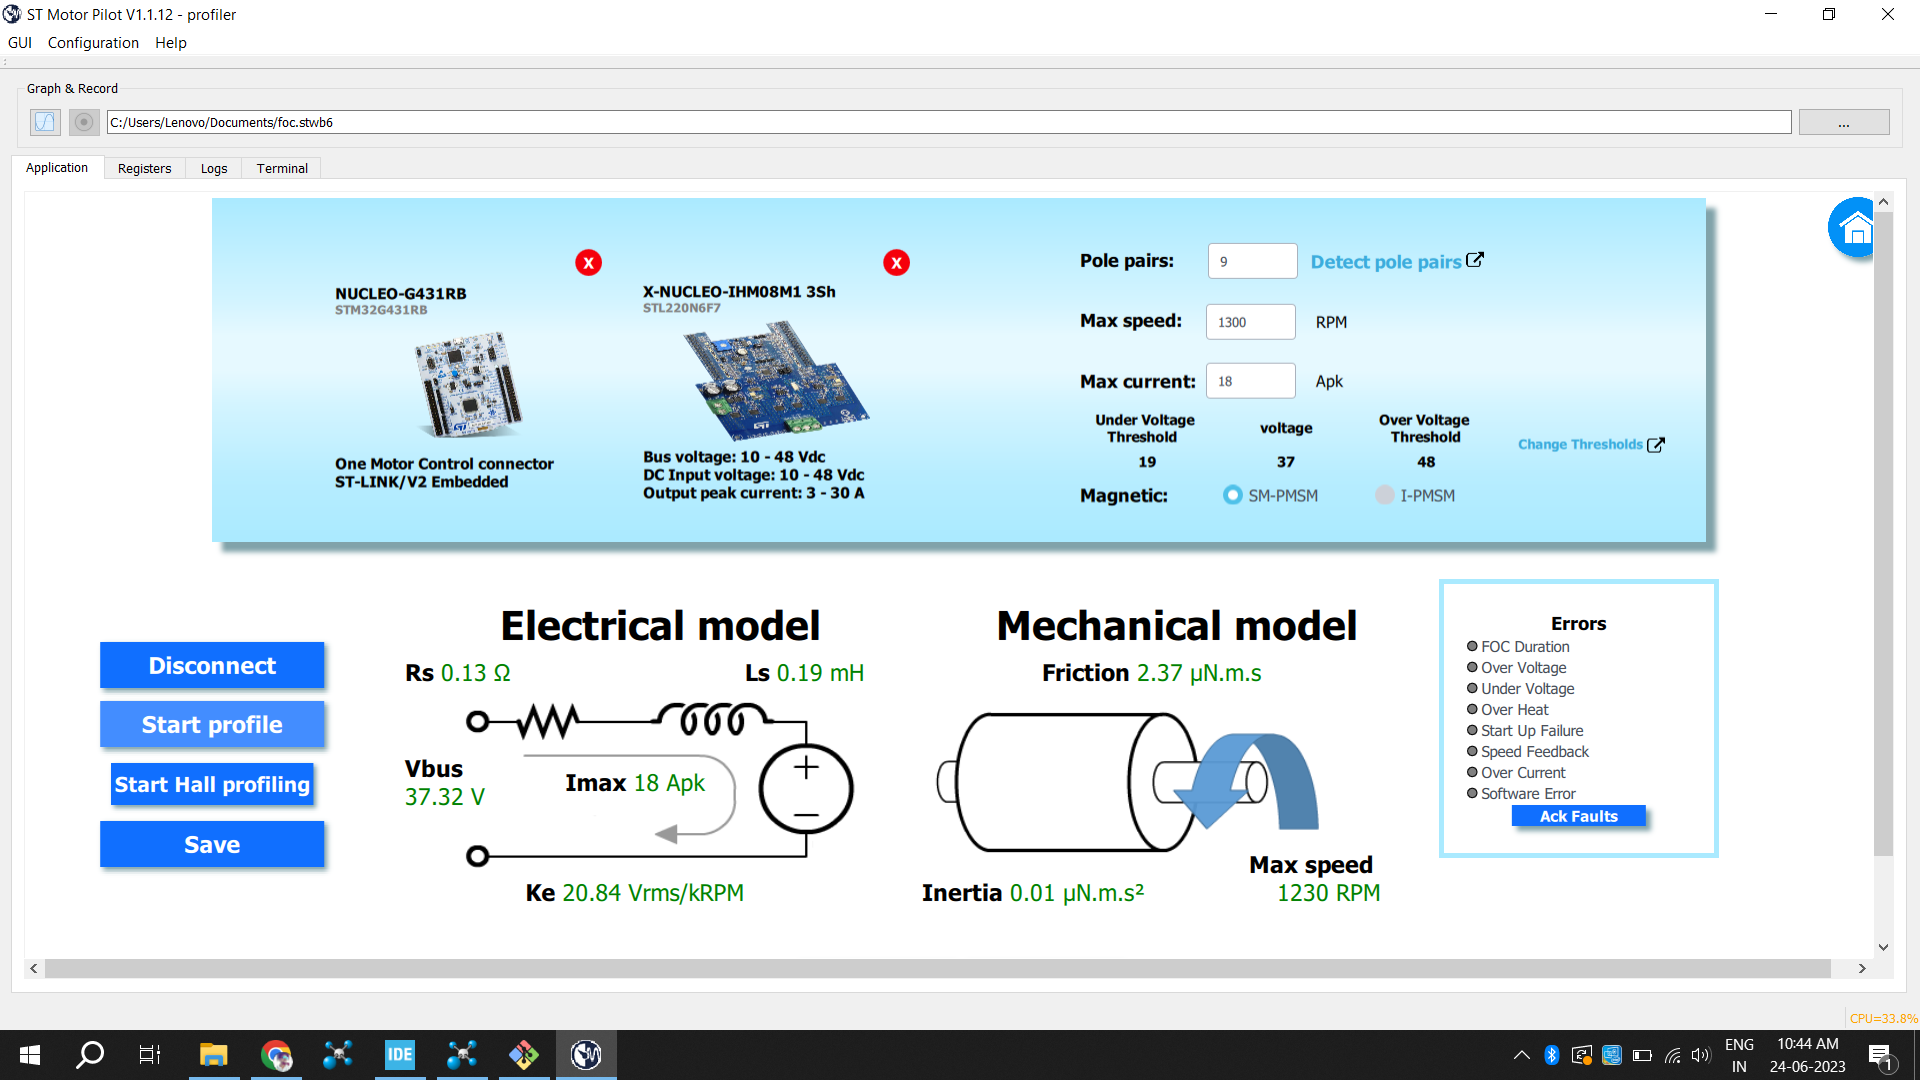 ST Motor Pilot V1.1.12 - profiler
GUI Configuration Help
Graph & Record
C:/Users/Lenovo/Documents/foc.stwb6
...
Application Registers Logs Terminal
X
X
NUCLEO-G431RB
STM32G431RB
One Motor Control connector
ST-LINK/V2 Embedded
X-NUCLEO-IHM08M1 3Sh
STL220N6F7
Bus voltage: 10 - 48 Vdc
DC Input voltage: 10 - 48 Vdc
Output peak current: 3 - 30 A
Pole pairs: 9 Detect pole pairs
Max speed: 1300 RPM
Max current: 18 Apk
Under Voltage
Threshold
19
voltage
37
Over Voltage
Threshold
48
Change Thresholds
Magnetic: SM-PMSM I-PMSM
Disconnect
Start profile
Start Hall profiling
Save
Electrical model
Rs 0.13 Ω
Ls 0.19 mH
Vbus
37.32 V
Imax 18 Apk
Ke 20.84 Vrms/kRPM
Mechanical model
Friction 2.37 µN.m.s
Inertia 0.01 µN.m.s²
Max speed
1230 RPM
Errors
FOC Duration
Over Voltage
Under Voltage
Over Heat
Start Up Failure
Speed Feedback
Over Current
Software Error
Ack Faults
CPU=33.8%
IDE
ENG
IN
10:44 AM
24-06-2023
1